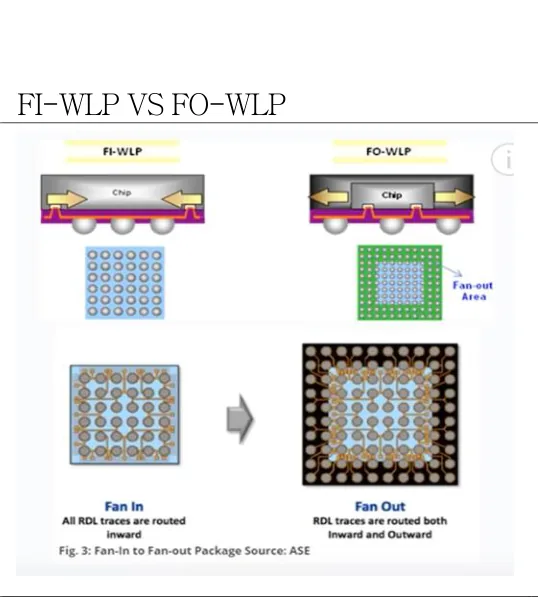 FI-WLP VS FO-WLP
FI-WLP
FO-WLP
i
Chip
Chip
Fan-out
Area
Fan In
All RDL traces are routed
inward
Fan Out
RDL traces are routed both
Inward and Outward
Fig. 3: Fan-In to Fan-out Package Source: ASE